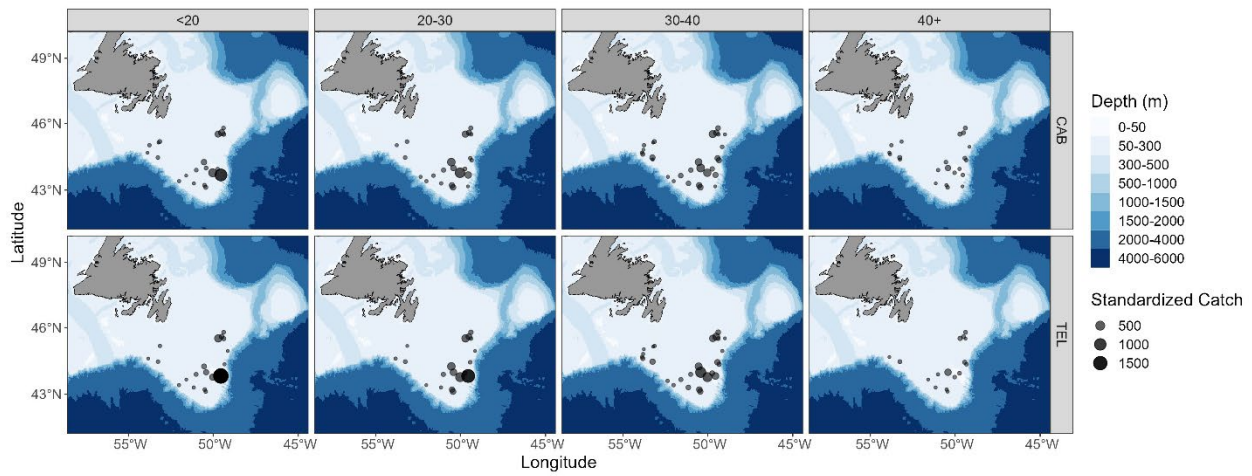 <20
20-30
30-40
40+
49°N
46°N
43°N
CAB
49°N
46°N
43°N
TEL
55°W
50°W
45°W
55°W
50°W
45°W
55°W
50°W
45°W
55°W
50°W
45°W
Longitude
Latitude
Depth (m)
0-50
50-300
300-500
500-1000
1000-1500
1500-2000
2000-4000
4000-6000
Standardized Catch
500
1000
1500